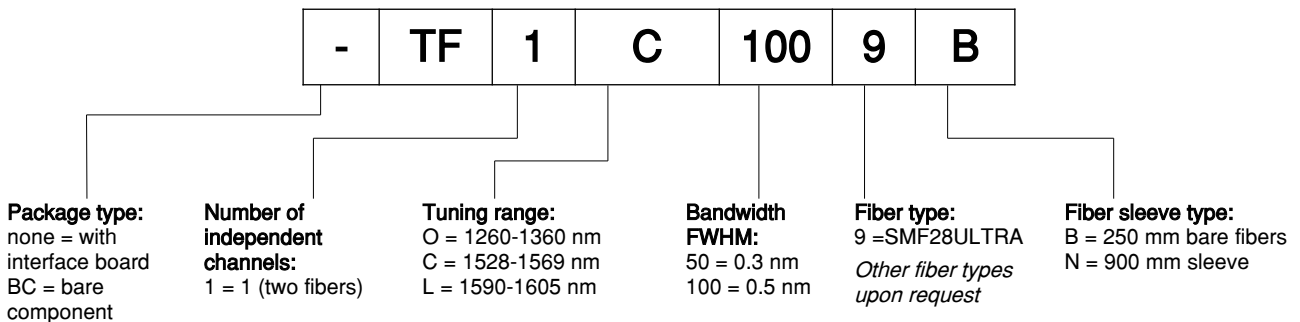 - TF 1 C 100 9 B
Package type:
none = with
interface board
BC = bare
component
Number of
independent
channels:
1 = 1 (two fibers)
Tuning range:
O = 1260-1360 nm
C = 1528-1569 nm
L = 1590-1605 nm
Bandwidth
FWHM:
50 = 0.3 nm
100 = 0.5 nm
Fiber type:
9 =SMF28ULTRA
Other fiber types
upon request
Fiber sleeve type:
B = 250 mm bare fibers
N = 900 mm sleeve